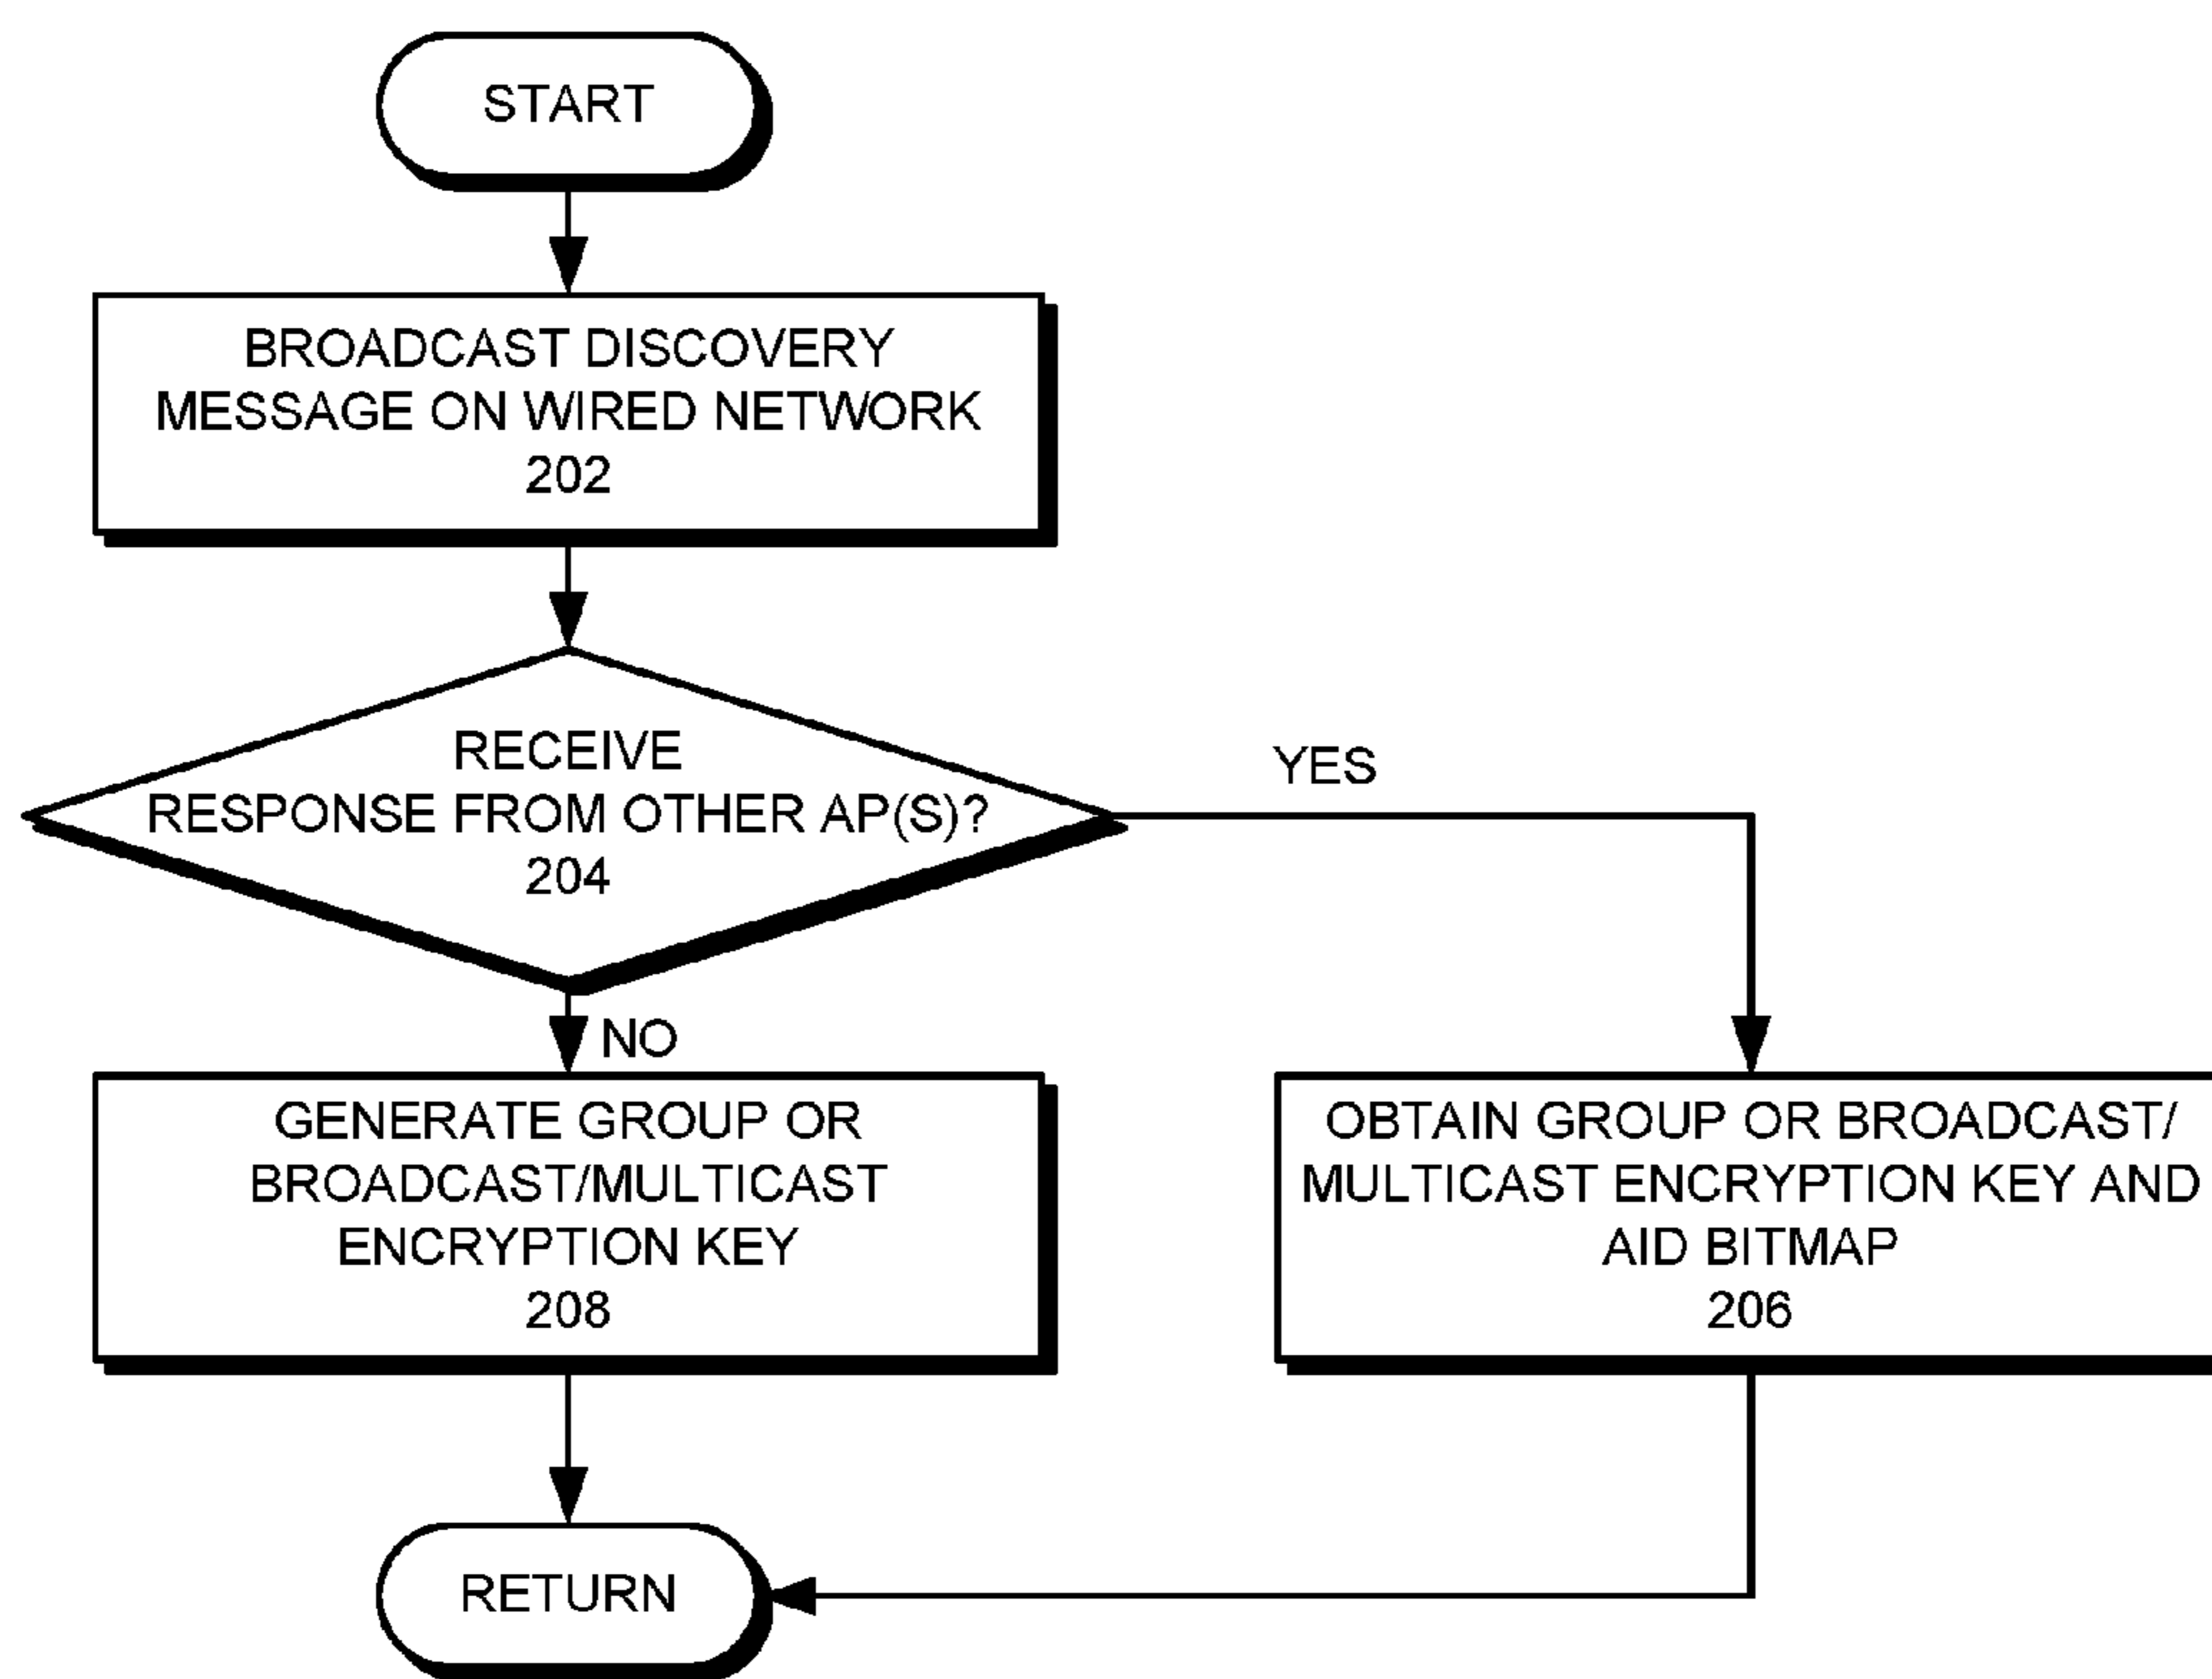 START
BROADCAST DISCOVERY
MESSAGE ON WIRED NETWORK
202
RECEIVE
RESPONSE FROM OTHER AP(S)?
204
YES
NO
GENERATE GROUP OR
BROADCAST/MULTICAST
ENCRYPTION KEY
208
OBTAIN GROUP OR BROADCAST/
MULTICAST ENCRYPTION KEY AND
AID BITMAP
206
RETURN